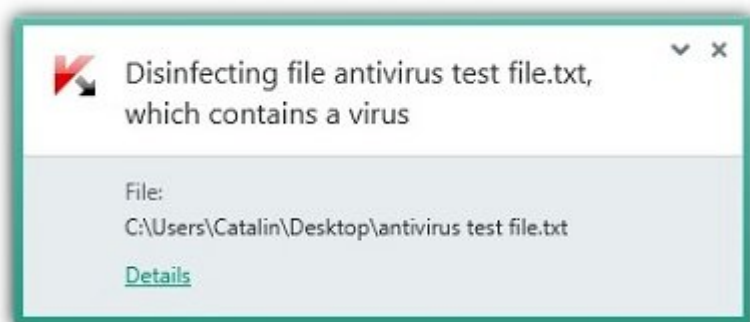 Disinfecting file antivirus test file.txt,
which contains a virus
File:
C:\Users\Catalin\Desktop\antivirus test file.txt
Details